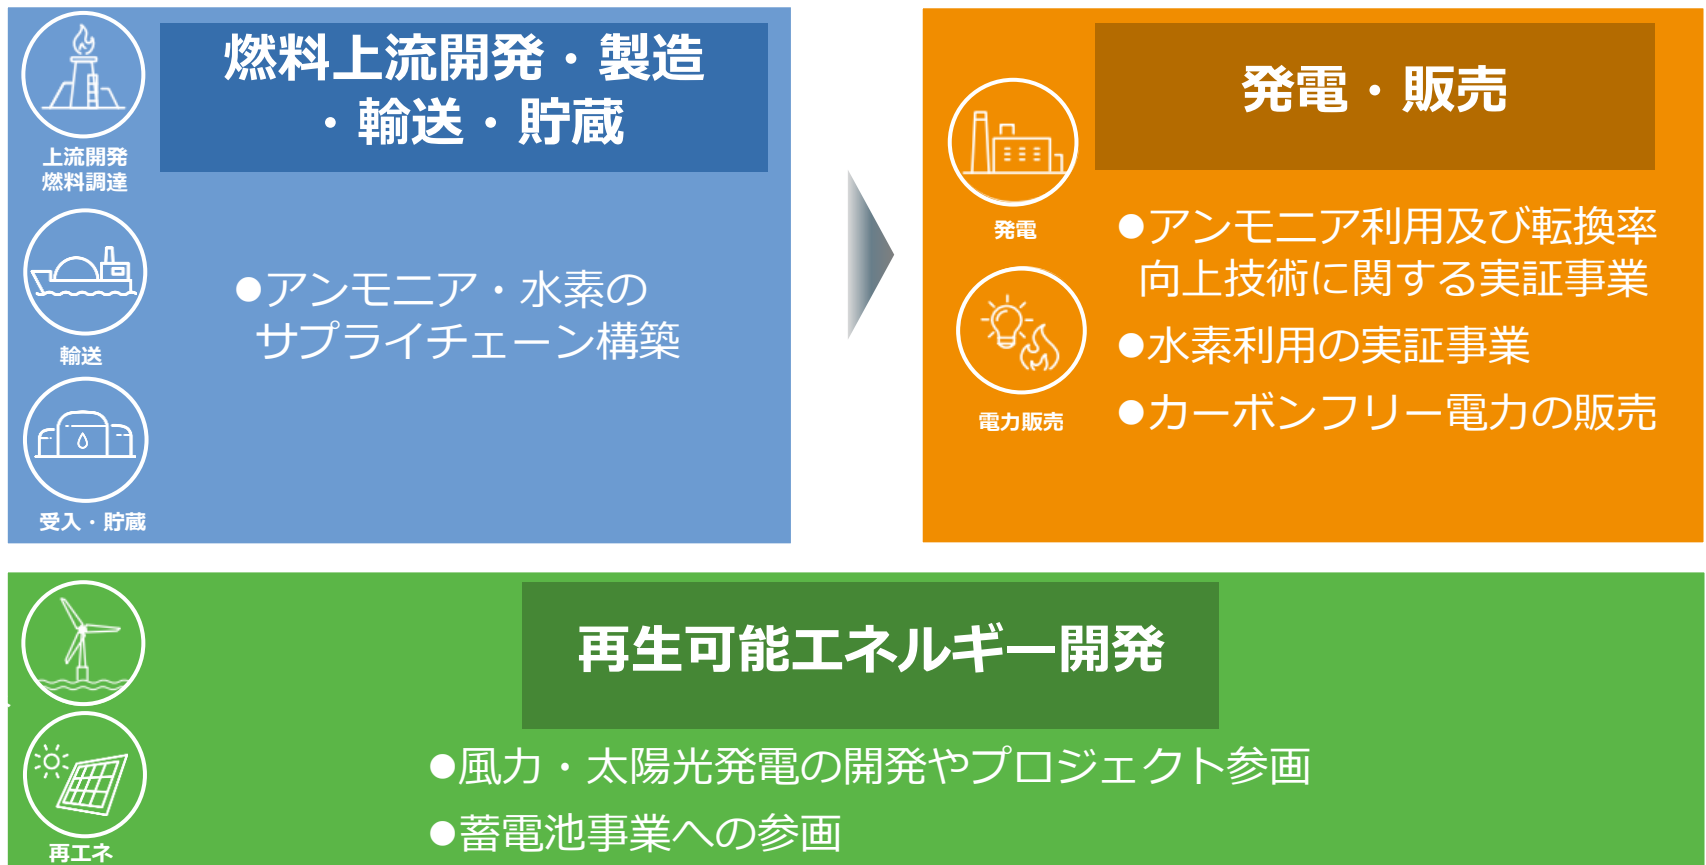 燃料上流開発・製造
・輸送・貯蔵
上流開発
燃料調達
輸送
受入・貯蔵
●アンモニア・水素の
サプライチェーン構築
発電・販売
発電
電力販売
●アンモニア利用及び転換率
向上技術に関する実証事業
●水素利用の実証事業
●カーボンフリー電力の販売
再生可能エネルギー開発
再エネ
●風力・太陽光発電の開発やプロジェクト参画
●蓄電池事業への参画